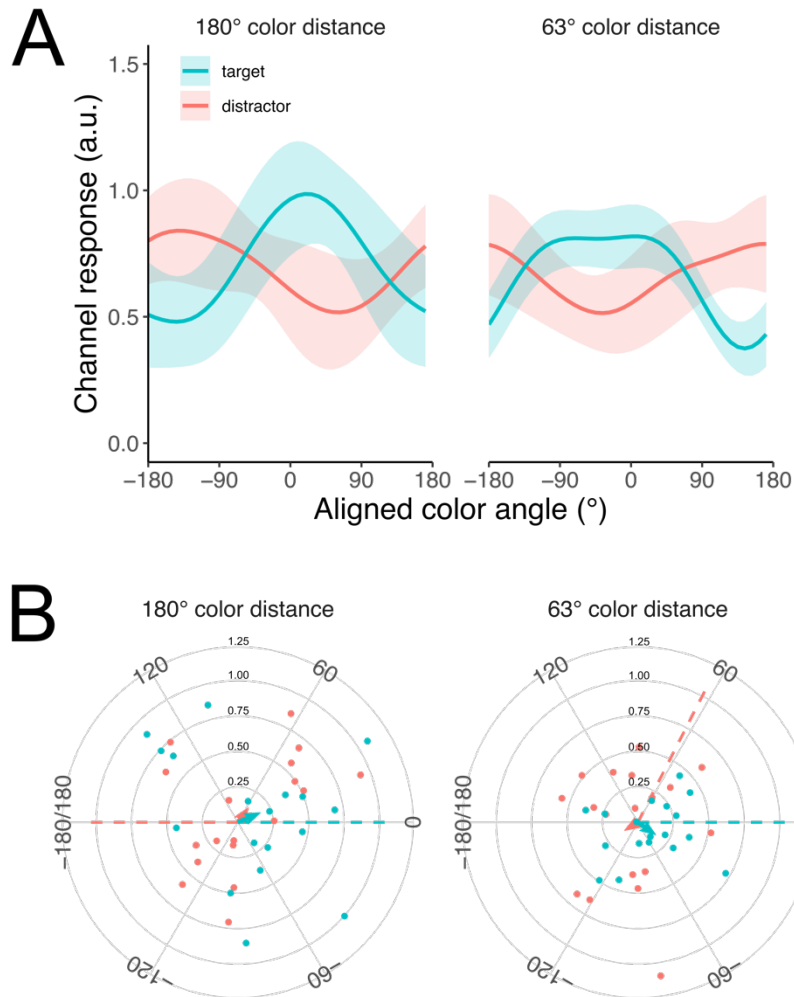 A
180° color distance
63° color distance
Channel response (a.u.)
1.5
1.0
0.5
0.0
target
distractor
−180 −90 0 90 180
−180 −90 0 90 180
Aligned color angle (°)
B
180° color distance
63° color distance
1.25
1.00
0.75
0.50
0.25
120
60
−180/180
0
−120
−60
1.25
1.00
0.75
0.50
0.25
120
60
−180/180
−120
−60